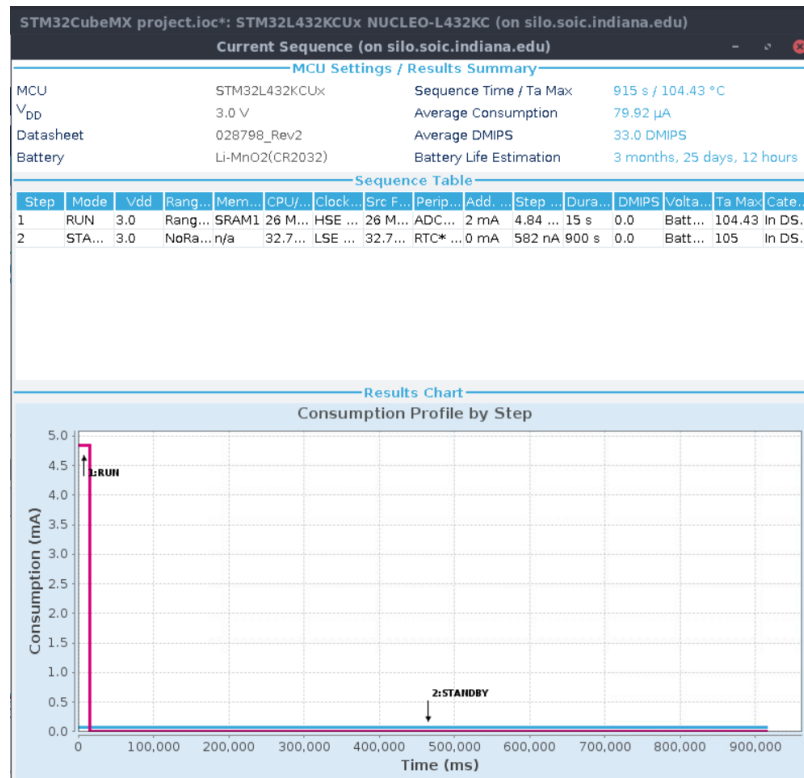 STM32CubeMX project.ioc*: STM32L432KCUx NUCLEO-L432KC (on silo.soic.indiana.edu)
Current Sequence (on silo.soic.indiana.edu)
MCU Settings / Results Summary
MCU STM32L432KCUx Sequence Time / Ta Max 915 s / 104.43 °C
VDD 3.0 V Average Consumption 79.92 µA
Datasheet 028798_Rev2 Average DMIPS 33.0 DMIPS
Battery Li-MnO2(CR2032) Battery Life Estimation 3 months, 25 days, 12 hours
Sequence Table
Step Mode Vdd Rang... Mem... CPU/... Clock... Src F... Perip... Add. ... Step ... Dura... DMIPS Volta... Ta Max Cate...
1 RUN 3.0 Rang... SRAM1 26 M... HSE ... 26 M... ADC... 2 mA 4.84 ... 15 s 0.0 Batt... 104.43 In DS...
2 STA... 3.0 NoRa... n/a 32.7... LSE ... 32.7... RTC* ... 0 mA 582 nA 900 s 0.0 Batt... 105 In DS...
Results Chart
Consumption Profile by Step
5.0
4.5
1:RUN
4.0
3.5
3.0
2.5
2.0
1.5
1.0
2:STANDBY
0.5
0.0
Consumption (mA)
0 100,000 200,000 300,000 400,000 500,000 600,000 700,000 800,000 900,000
Time (ms)